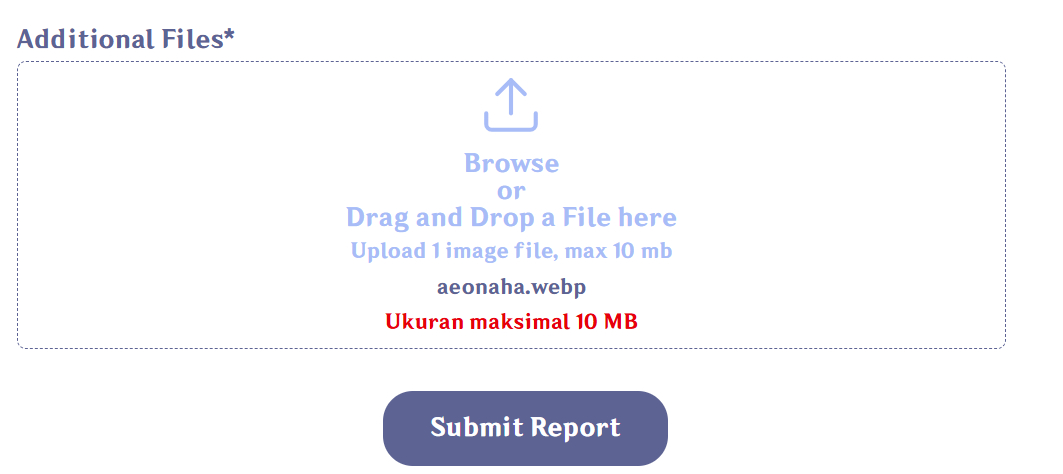 Additional Files*
Browse
or
Drag and Drop a File here
Upload 1 image file, max 10 mb
aeonaha.webp
Ukuran maksimal 10 MB
Submit Report